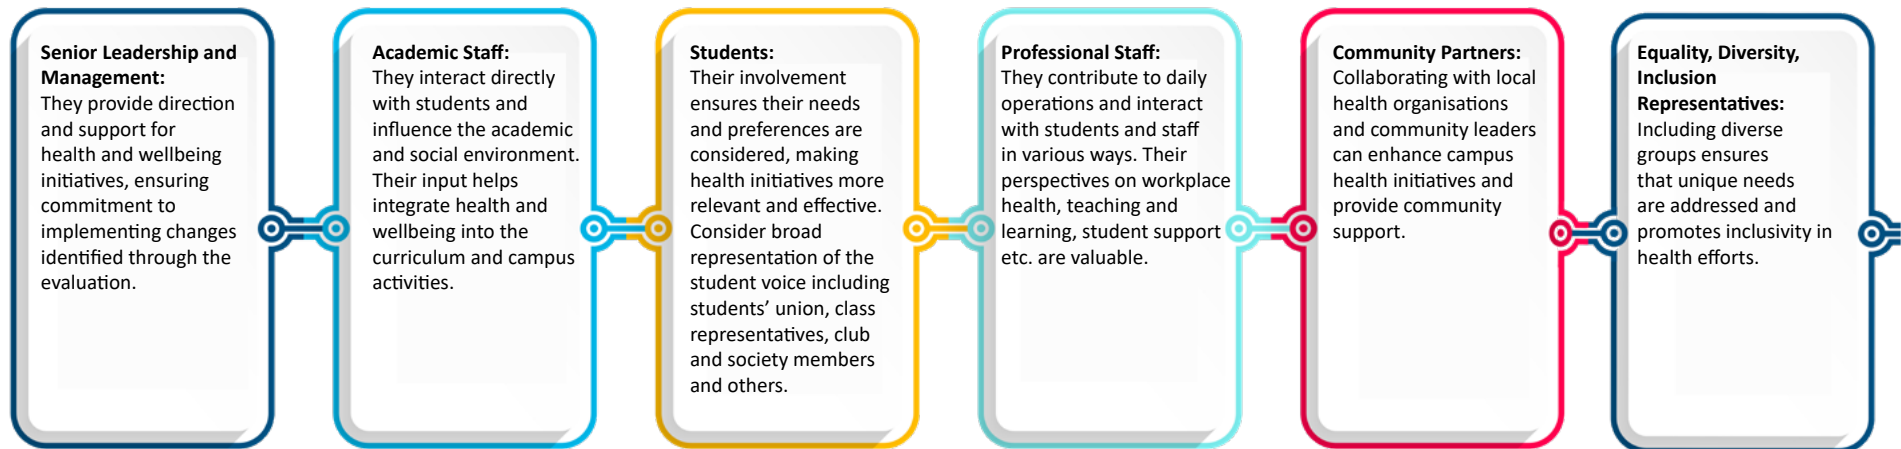 Senior Leadership and
Management:
They provide direction
and support for
health and wellbeing
initiatives, ensuring
commitment to
implementing changes
identified through the
evaluation.
Academic Staff:
They interact directly
with students and
influence the academic
and social environment.
Their input helps
integrate health and
wellbeing into the
curriculum and campus
activities.
Students:
Their involvement
ensures their needs
and preferences are
considered, making
health initiatives more
relevant and effective.
Consider broad
representation of the
student voice including
students’ union, class
representatives, club
and society members
and others.
Professional Staff:
They contribute to daily
operations and interact
with students and staff
in various ways. Their
perspectives on workplace
health, teaching and
learning, student support
etc. are valuable.
Community Partners:
Collaborating with local
health organisations
and community leaders
can enhance campus
health initiatives and
provide community
support.
Equality, Diversity,
Inclusion
Representatives:
Including diverse
groups ensures
that unique needs
are addressed and
promotes inclusivity in
health efforts.